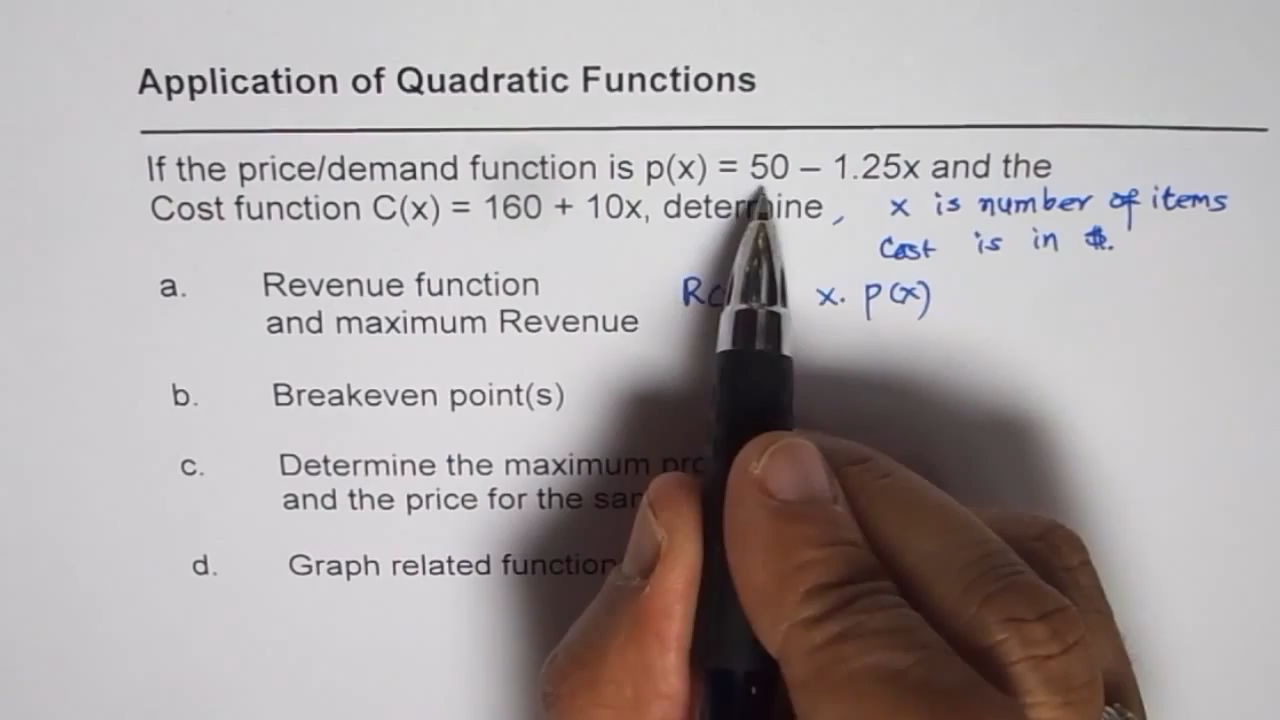 Application of Quadratic Functions
If the price/demand function is p(x) = 50 – 1.25x and the
Cost function C(x) = 160 + 10x, determine, x is number of items
Cost is in $.
a. Revenue function x. p(x)
and maximum Revenue
b. Breakeven point(s)
c. Determine the maximum
and the price for the
d. Graph related function